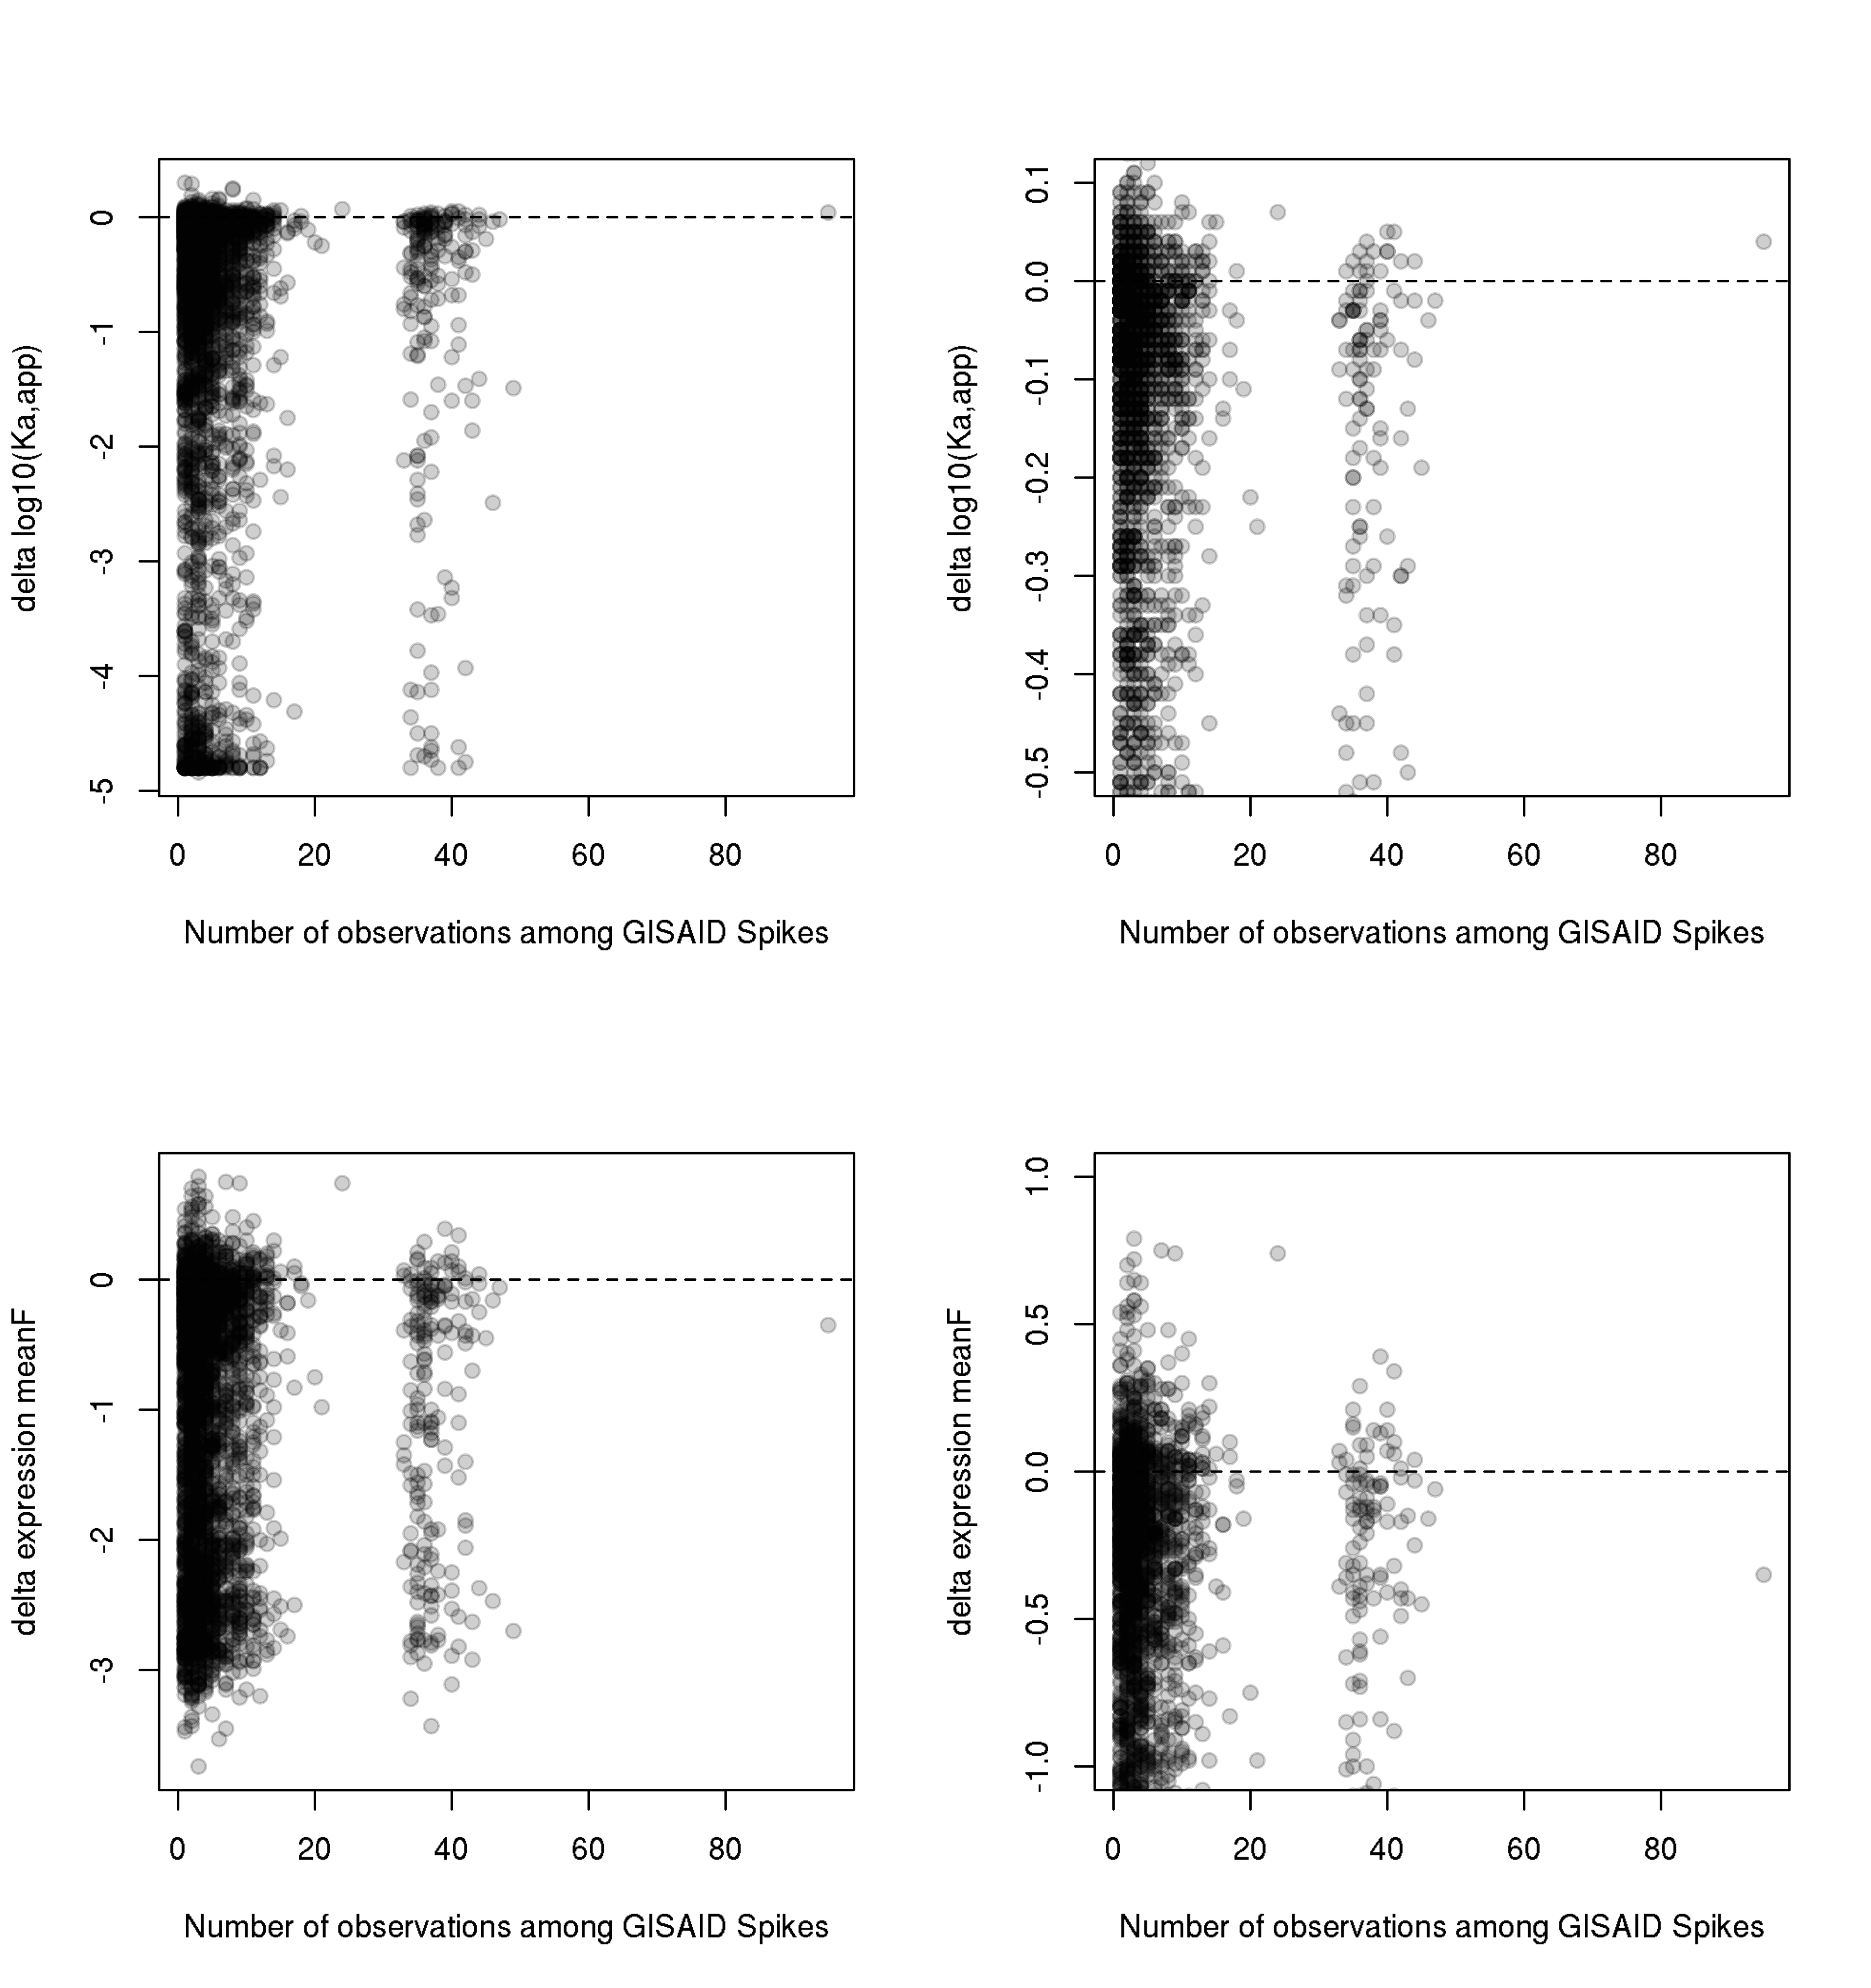 delta log10(Ka,app)
0
-1
-2
-3
-4
-5
0 20 40 60 80
Number of observations among GISAID Spikes
delta log10(Ka,app)
0.1
0.0
-0.1
-0.2
-0.3
-0.4
-0.5
0 20 40 60 80
Number of observations among GISAID Spikes
delta expression meanF
0
-1
-2
-3
0 20 40 60 80
Number of observations among GISAID Spikes
delta expression meanF
1.0
0.5
0.0
-0.5
-1.0
0 20 40 60 80
Number of observations among GISAID Spikes